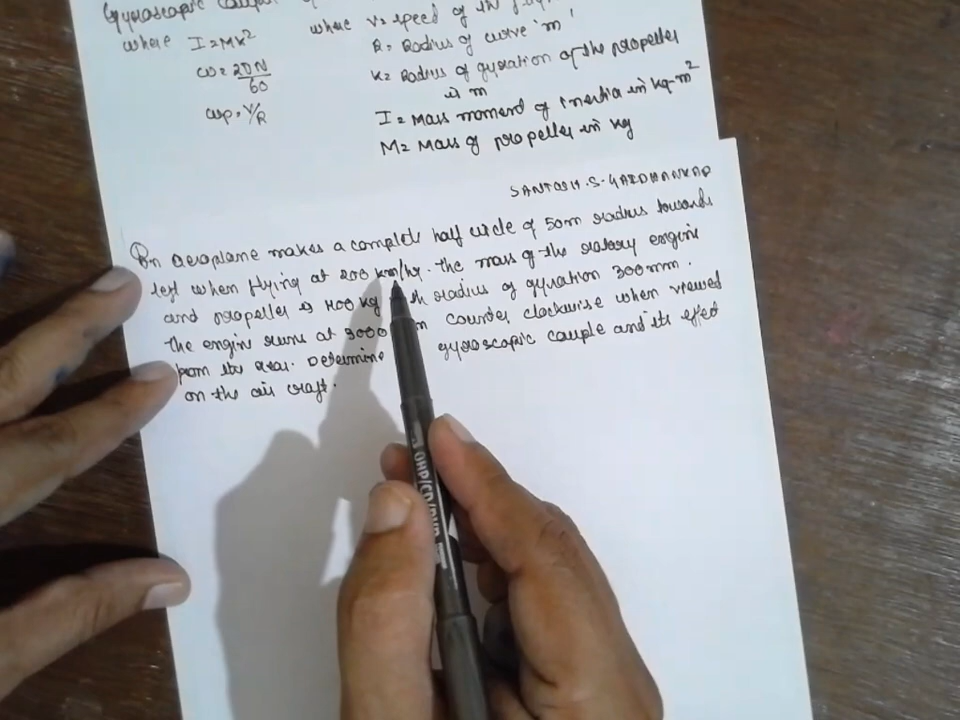 Gyroscopic Couple
where V = speed of
where I = MK²
R = Radius of curve 'm'
ω = 2πN/60
K = Radius of gyration of the propeller
is m
ωp = V/R
I = Mass moment of Inertia in kg-m²
M = Mass of propeller in kg
SANTOSH.S.GARDHANKAR
An aeroplane makes a complete half circle of 50m radius towards
left when flying at 200 km/hr. The mass of the rotary engine
and propeller is 400 kg radius of gyration 300mm.
The engine runs at 3000 counter clockwise when viewed
from the rear. Determine gyroscopic couple and its effect
on the air craft.